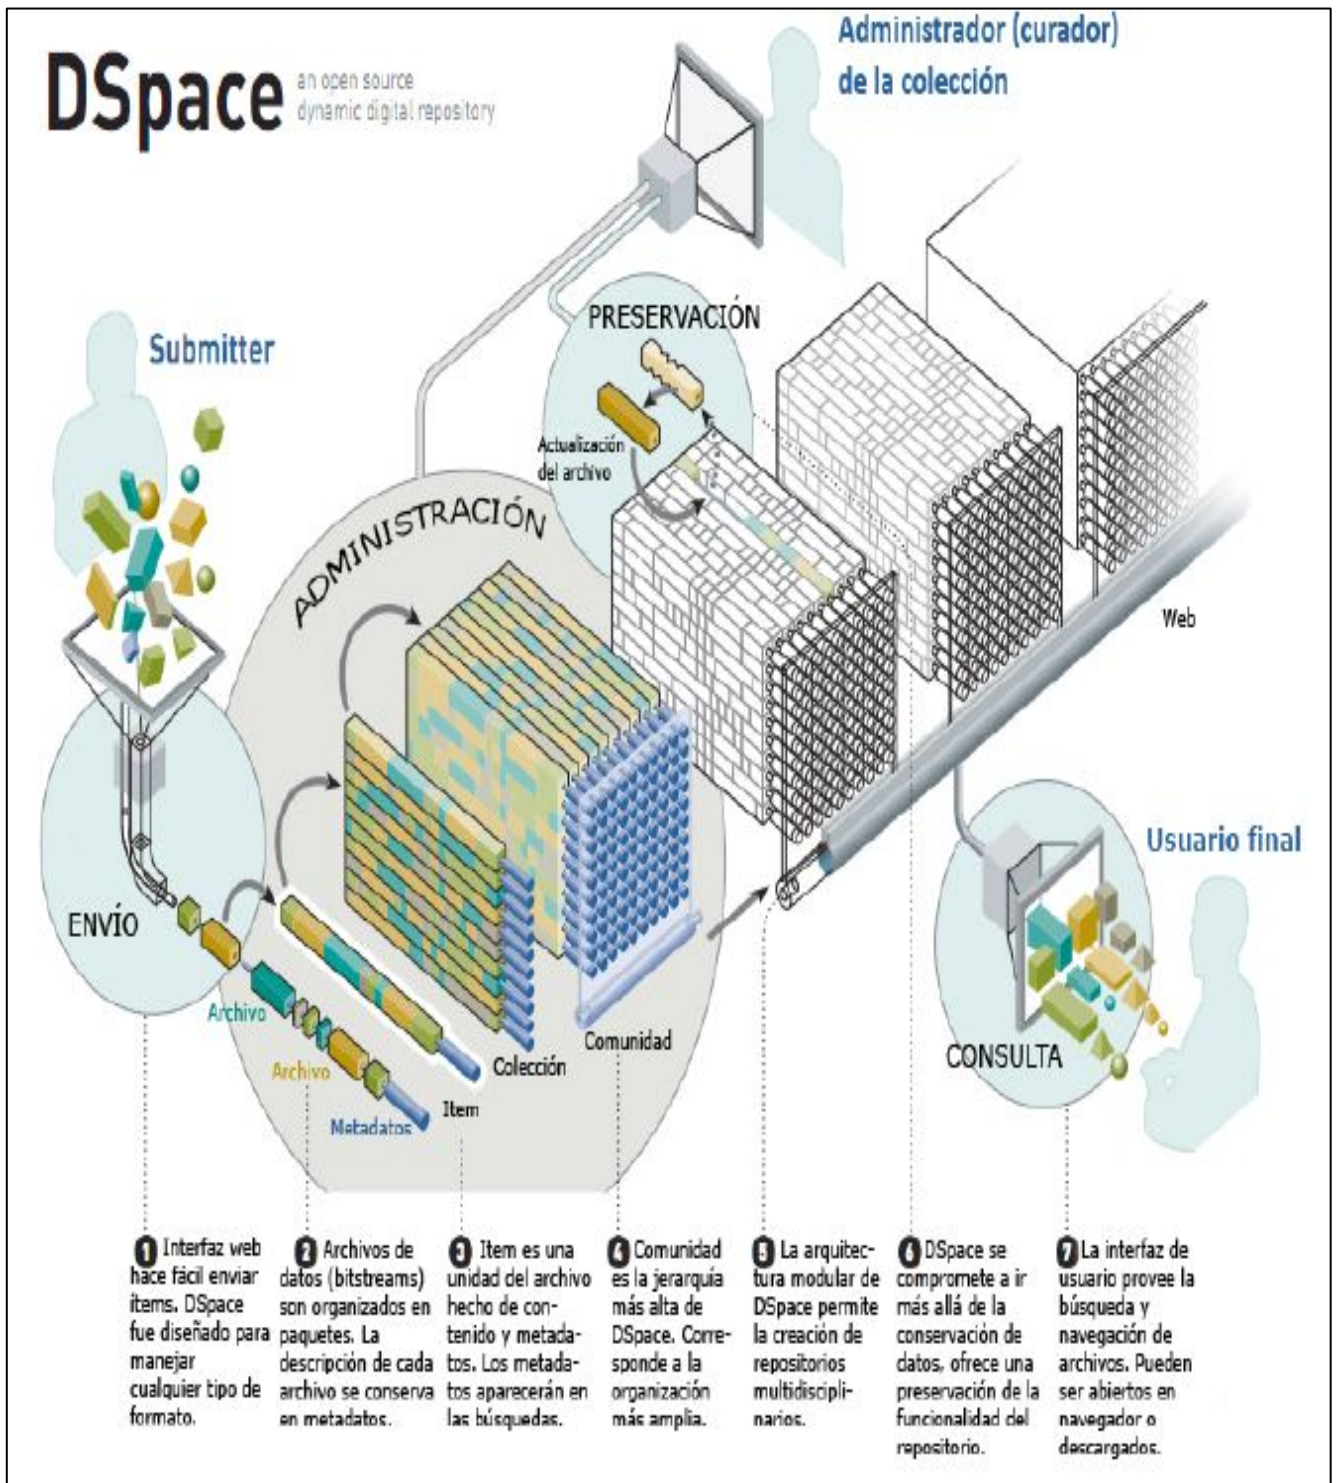 DSpace
an open source
dynamic digital repository
Administrador (curador)
de la colección
Submitter
PRESERVACIÓN
Actualización
del archivo
ADMINISTRACIÓN
Web
Usuario final
ENVÍO
Archivo
Archivo
Metadatos
Item
Colección
Comunidad
CONSULTA
1 Interfaz web
hace fácil enviar
ítems. DSpace
fue diseñado para
manejar
cualquier tipo de
formato.
2 Archivos de
datos (bitstreams)
son organizados en
paquetes. La
descripción de cada
archivo se conserva
en metadatos.
3 Item es una
unidad del archivo
hecho de con-
tenido y metada-
tos. Los metada-
tos aparecerán en
las búsquedas.
4 Comunidad
es la jerarquía
más alta de
DSpace. Corre-
sponde a la
organización
más amplia.
5 La arquitec-
tura modular de
DSpace permite
la creación de
repositorios
multidiscipli-
narios.
6 DSpace se
compromete a ir
más allá de la
conservación de
datos, ofrece una
preservación de la
funcionalidad del
repositorio.
7 La interfaz de
usuario provee la
búsqueda y
navegación de
archivos. Pueden
ser abiertos en
navegador o
descargados.